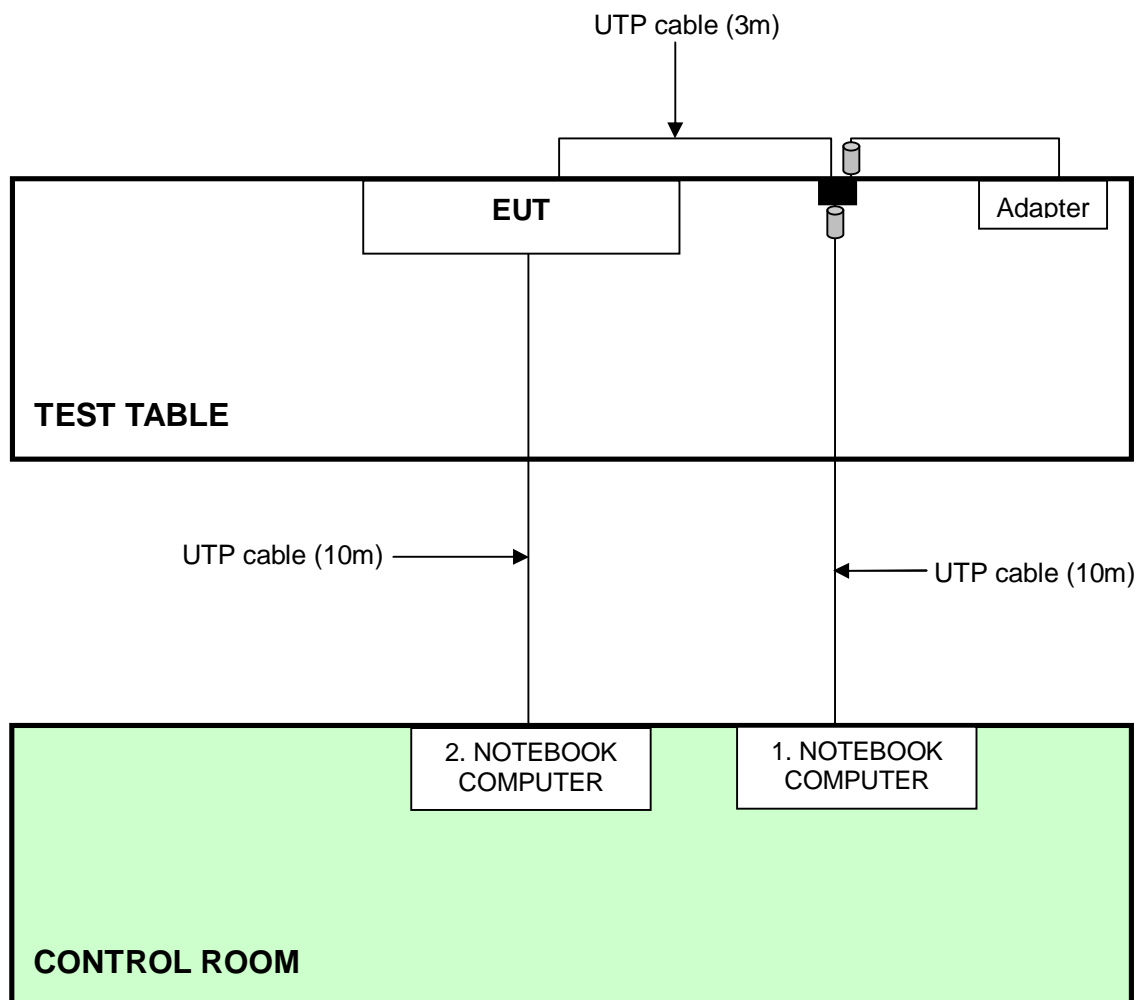 UTP cable (3m)
EUT
Adapter
TEST TABLE
UTP cable (10m)
UTP cable (10m)
2. NOTEBOOK
COMPUTER
1. NOTEBOOK
COMPUTER
CONTROL ROOM